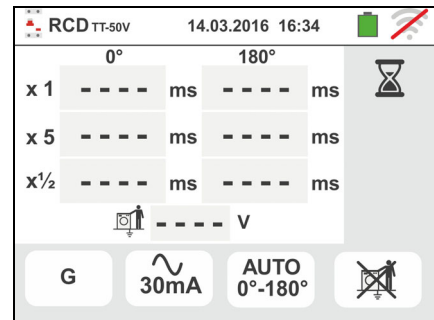 RCD TT-50V 14.03.2016 16:34
0° 180°
x 1 - - - - ms - - - - ms
x 5 - - - - ms - - - - ms
x½ - - - - ms - - - - ms
- - - - V
G 30mA AUTO
0°-180°